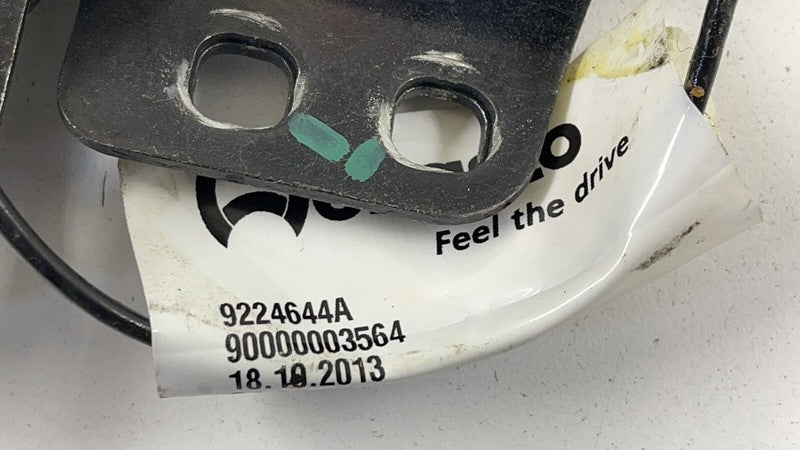 Feel the drive
9224644A
90000003564
18.10.2013